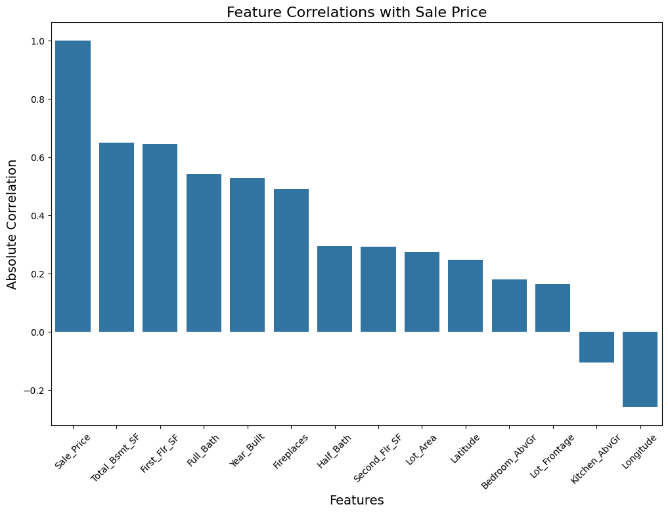 Feature Correlations with Sale Price
Absolute Correlation
1.0
0.8
0.6
0.4
0.2
0.0
−0.2
Sale_Price
Total_Bsmt_SF
First_Flr_SF
Full_Bath
Year_Built
Fireplaces
Half_Bath
Second_Flr_SF
Lot_Area
Latitude
Bedroom_AbvGr
Lot_Frontage
Kitchen_AbvGr
Longitude
Features